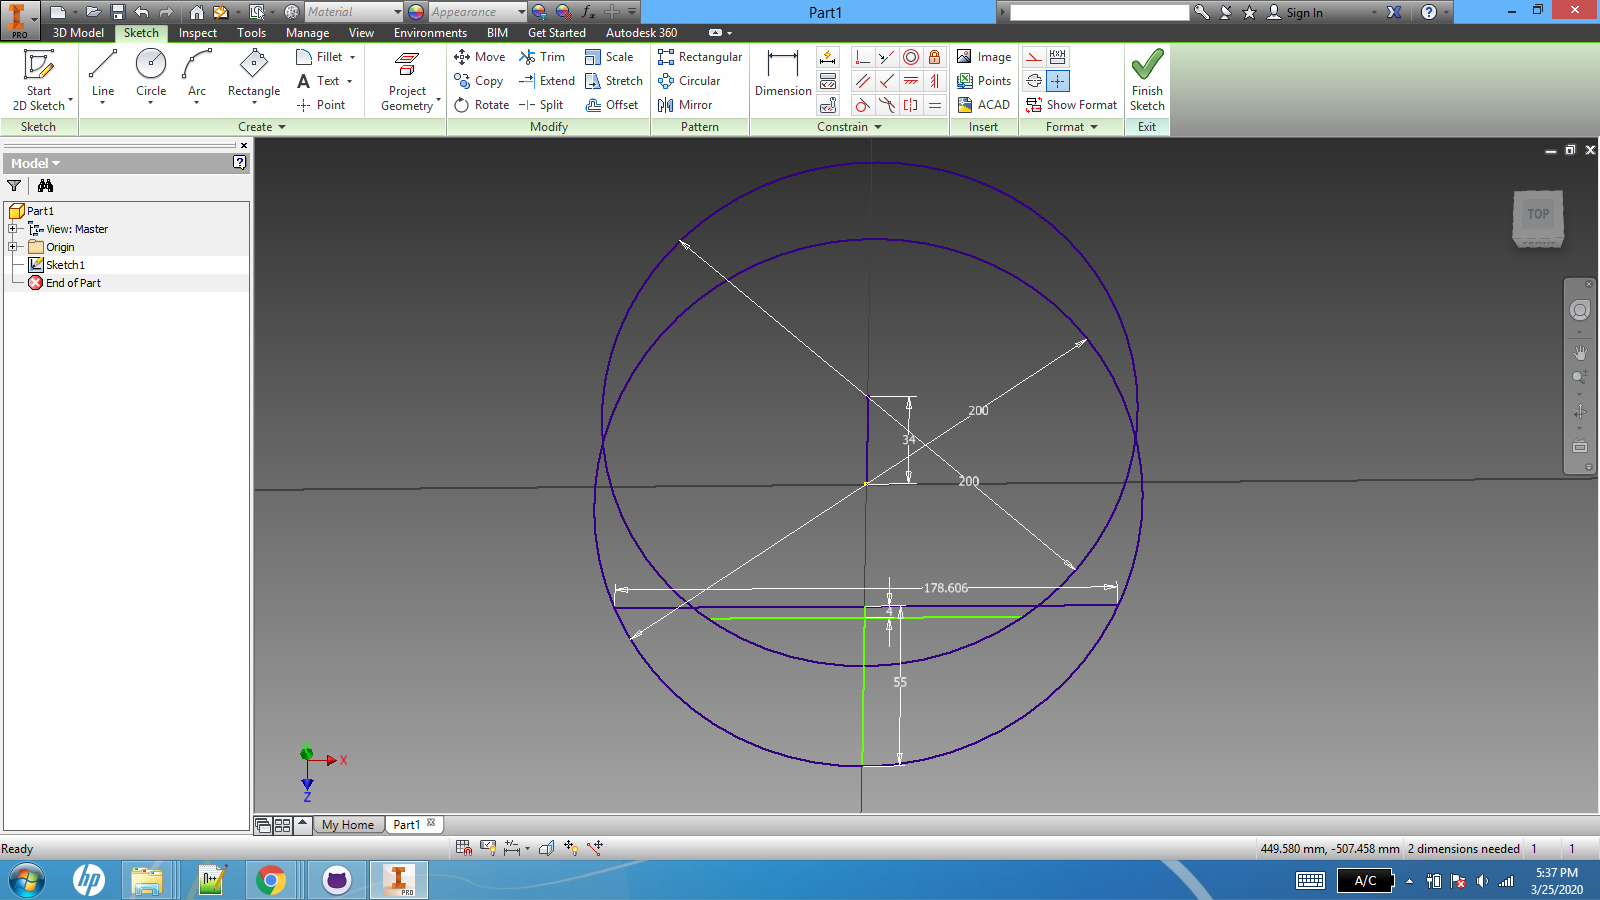 PRO
Material
Appearance
Part1
Sign In
3D Model Sketch Inspect Tools Manage View Environments BIM Get Started Autodesk 360
Start
2D Sketch
Line
Circle
Arc
Rectangle
Fillet
Text
Point
Project
Geometry
Move
Copy
Rotate
Trim
Extend
Split
Scale
Stretch
Offset
Rectangular
Circular
Mirror
Dimension
Image
Points
ACAD
Show Format
Finish
Sketch
Sketch Create Modify Pattern Constrain Insert Format Exit
Model
Part1
View: Master
Origin
Sketch1
End of Part
TOP
FRONT
200
34
200
178.606
4
55
X
Z
My Home Part1
Ready
449.580 mm, -507.458 mm 2 dimensions needed 1 1
hp
PRO
A/C
5:37 PM
3/25/2020